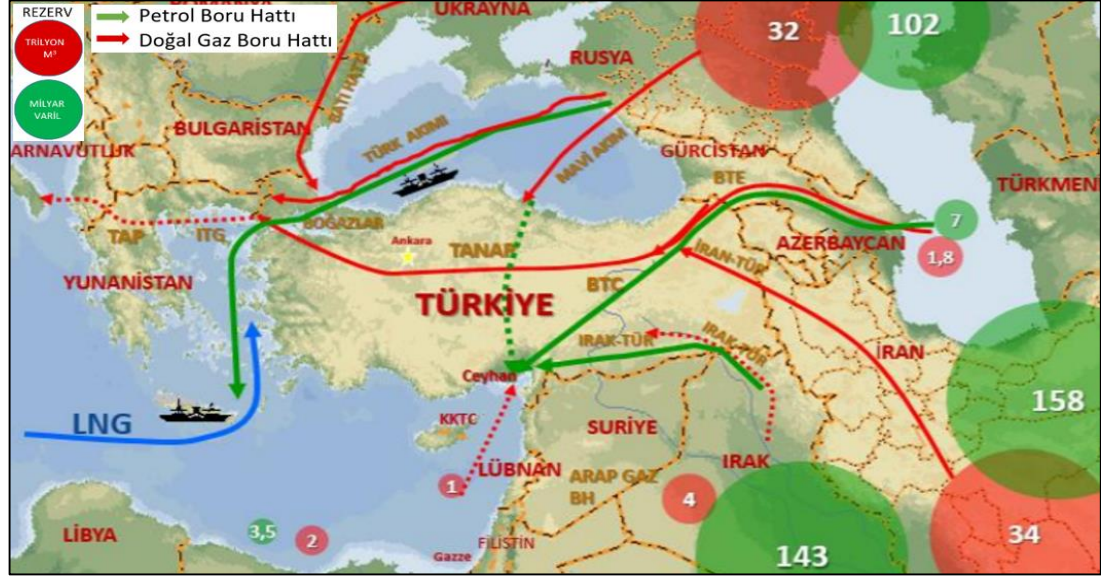 REZERV
TRİLYON
M³
MİLYAR
VARİL
Petrol Boru Hattı
Doğal Gaz Boru Hattı
UKRAYNA
RUSYA
32
102
BATI HATTI
BULGARİSTAN
ARNAVUTLUK
TÜRK AKIMI
MAVİ AKIM
GÜRCİSTAN
BTE
TÜRKMEN
TAP
ITG
BOĞAZLAR
Ankara
TANAP
7
AZERBAYCAN
1,8
İRAN-TÜR
YUNANİSTAN
BTC
TÜRKİYE
IRAK-TÜR
IRAK-TÜR
İRAN
Ceyhan
158
LNG
KKTC
SURİYE
LÜBNAN
IRAK
ARAP GAZ
BH
1
4
LİBYA
3,5
2
FİLİSTİN
Gazze
143
34